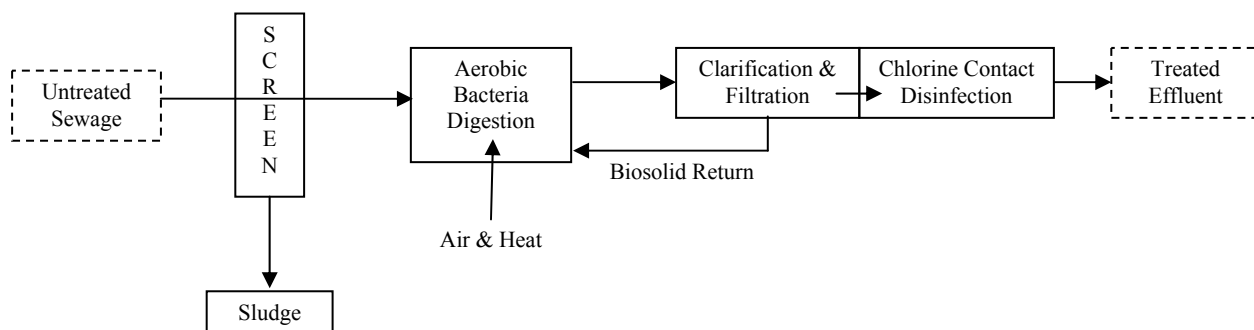 Untreated
Sewage
S
C
R
E
E
N
Sludge
Aerobic
Bacteria
Digestion
Air & Heat
Biosolid Return
Clarification &
Filtration
Chlorine Contact
Disinfection
Treated
Effluent